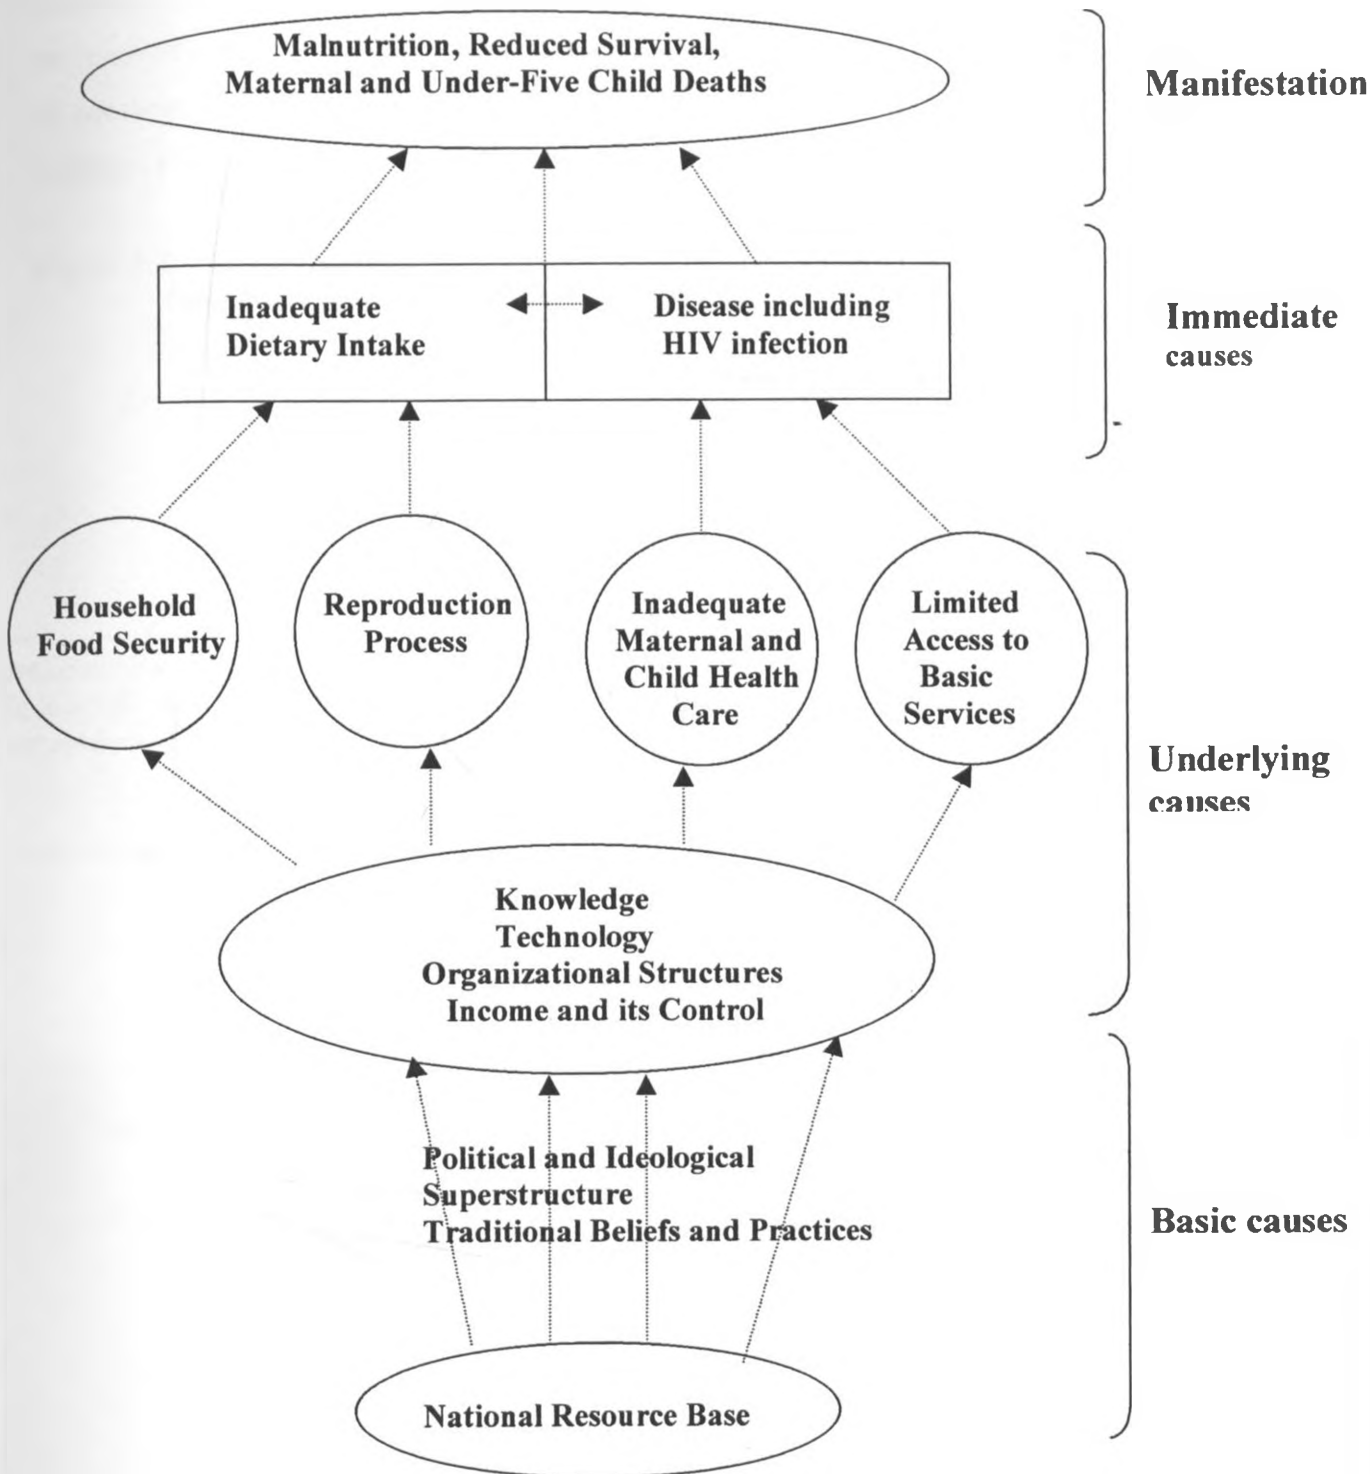 Malnutrition, Reduced Survival,
Maternal and Under-Five Child Deaths
Manifestation
Inadequate
Dietary Intake
Disease including
HIV infection
Immediate
causes
Household
Food Security
Reproduction
Process
Inadequate
Maternal and
Child Health
Care
Limited
Access to
Basic
Services
Underlying
causes
Knowledge
Technology
Organizational Structures
Income and its Control
Political and Ideological
Superstructure
Traditional Beliefs and Practices
Basic causes
National Resource Base